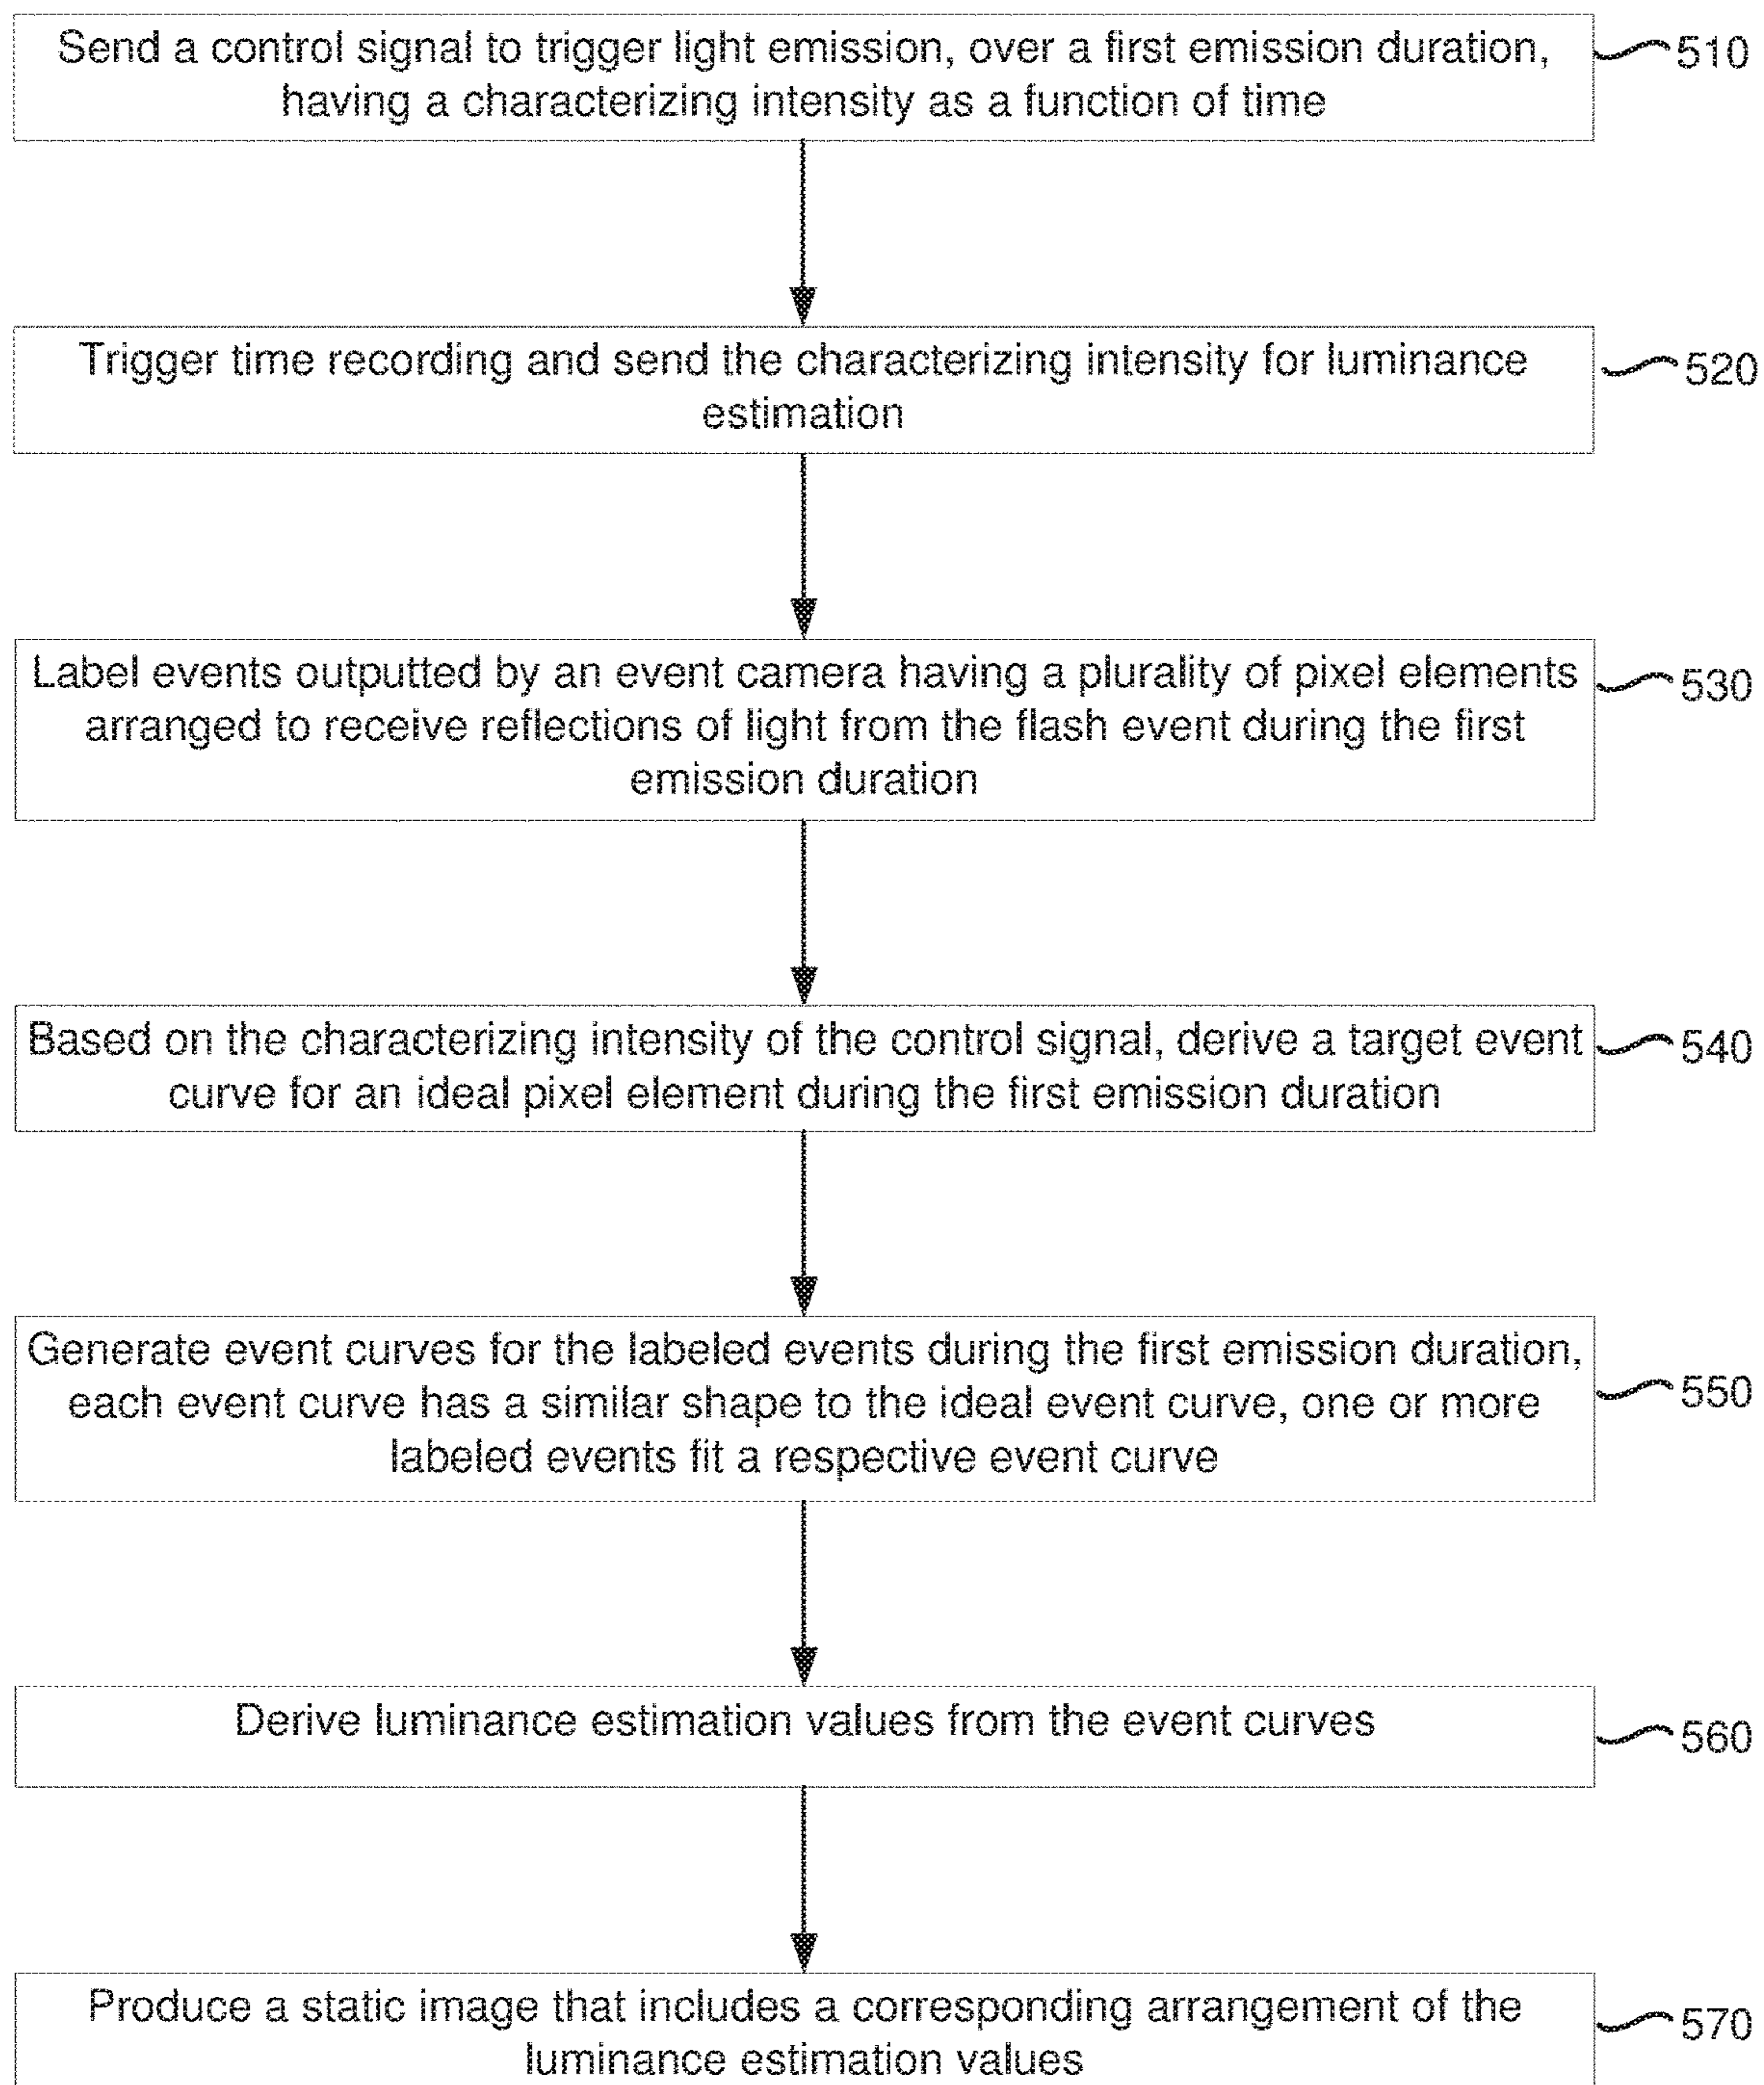 Send a control signal to trigger light emission, over a first emission duration,
having a characterizing intensity as a function of time
510
Trigger time recording and send the characterizing intensity for luminance
estimation
520
Label events outputted by an event camera having a plurality of pixel elements
arranged to receive reflections of light from the flash event during the first
emission duration
530
Based on the characterizing intensity of the control signal, derive a target event
curve for an ideal pixel element during the first emission duration
540
Generate event curves for the labeled events during the first emission duration,
each event curve has a similar shape to the ideal event curve, one or more
labeled events fit a respective event curve
550
Derive luminance estimation values from the event curves
560
Produce a static image that includes a corresponding arrangement of the
luminance estimation values
570